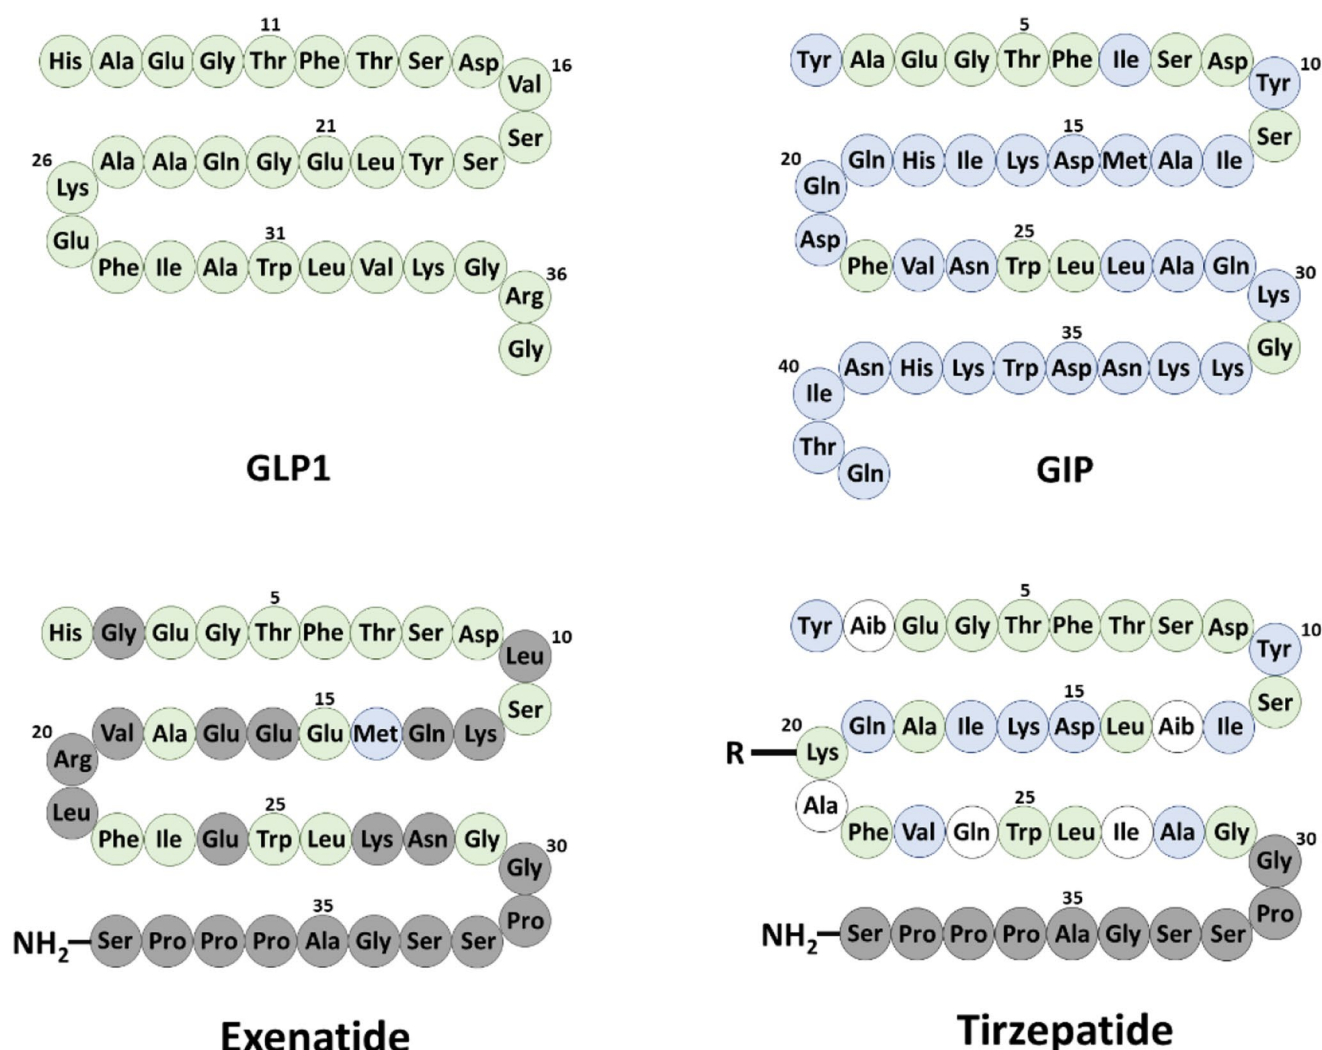 11
His Ala Glu Gly Thr Phe Thr Ser Asp
Val 16
Ser
21
26 Ala Ala Gln Gly Glu Leu Tyr Ser
Lys
Glu
31
Phe Ile Ala Trp Leu Val Lys Gly
36
Arg
Gly
GLP1
5
Tyr Ala Glu Gly Thr Phe Ile Ser Asp
10
Tyr
Ser
15
20 Gln His Ile Lys Asp Met Ala Ile
Gln
Asp
25
Phe Val Asn Trp Leu Leu Ala Gln
30
Lys
Gly
35
40 Asn His Lys Trp Asp Asn Lys Lys
Ile
Thr
Gln
GIP
5
His Gly Glu Gly Thr Phe Thr Ser Asp
10
Leu
Ser
15
20 Val Ala Glu Glu Glu Met Gln Lys
Arg
Leu
25
Phe Ile Glu Trp Leu Lys Asn Gly
30
Gly
Pro
35
NH2 Ser Pro Pro Pro Ala Gly Ser Ser
Exenatide
5
Tyr Aib Glu Gly Thr Phe Thr Ser Asp
10
Tyr
Ser
15
20 Gln Ala Ile Lys Asp Leu Aib Ile
R Lys
Ala
25
Phe Val Gln Trp Leu Ile Ala Gly
30
Gly
Pro
35
NH2 Ser Pro Pro Pro Ala Gly Ser Ser
Tirzepatide